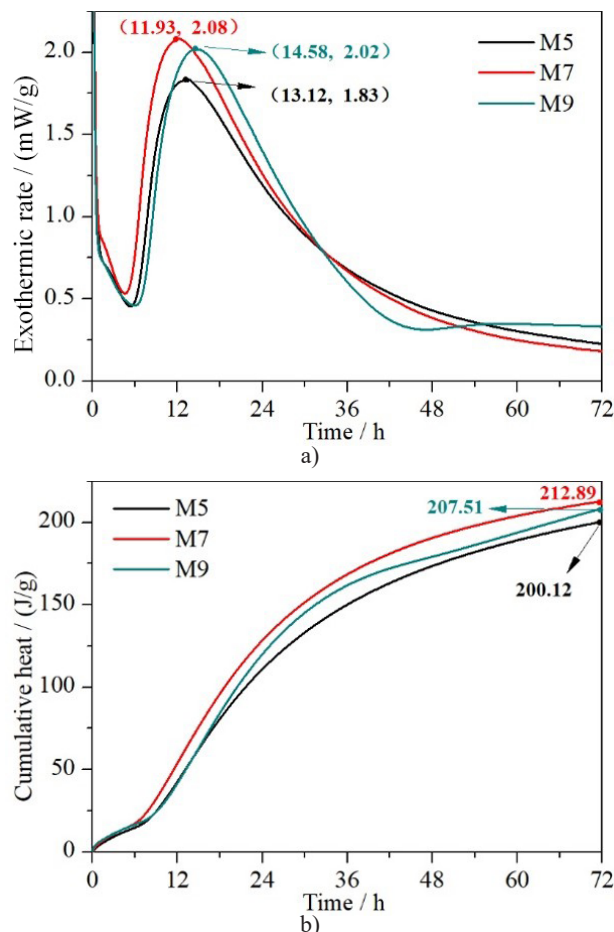 (11.93, 2.08)
(14.58, 2.02)
(13.12, 1.83)
M5
M7
M9
Exothermic rate / (mW/g)
2.0
1.5
1.0
0.5
0.0
0 12 24 36 48 60 72
Time / h
a)
M5
M7
M9
212.89
207.51
200.12
Cumulative heat / (J/g)
200
150
100
50
0
0 12 24 36 48 60 72
Time / h
b)